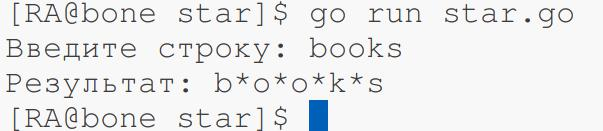 [RA@bone star]$ go run star.go
Введите строку: books
Результат: b*o*o*k*s
[RA@bone star]$